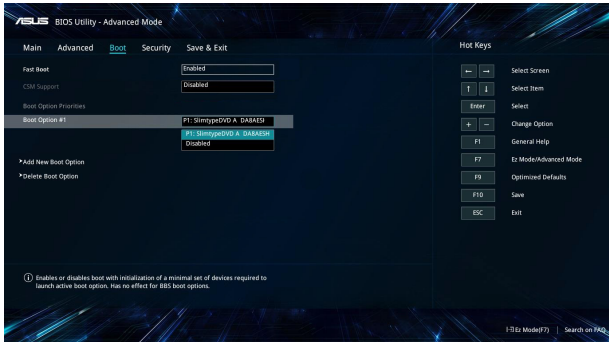 ASUS BIOS Utility - Advanced Mode
Main Advanced Boot Security Save & Exit
Hot Keys
Fast Boot Enabled
CSM Support Disabled
Boot Option Priorities
Boot Option #1 P1: SlimtypeDVD A DA8AESI
P1: SlimtypeDVD A DA8AESH
Disabled
>Add New Boot Option
>Delete Boot Option
← → Select Screen
↑ ↓ Select Item
Enter Select
+ − Change Option
F1 General Help
F7 Ez Mode/Advanced Mode
F9 Optimized Defaults
F10 Save
ESC Exit
Enables or disables boot with initialization of a minimal set of devices required to
launch active boot option. Has no effect for BBS boot options.
Ez Mode(F7) | Search on FAQ